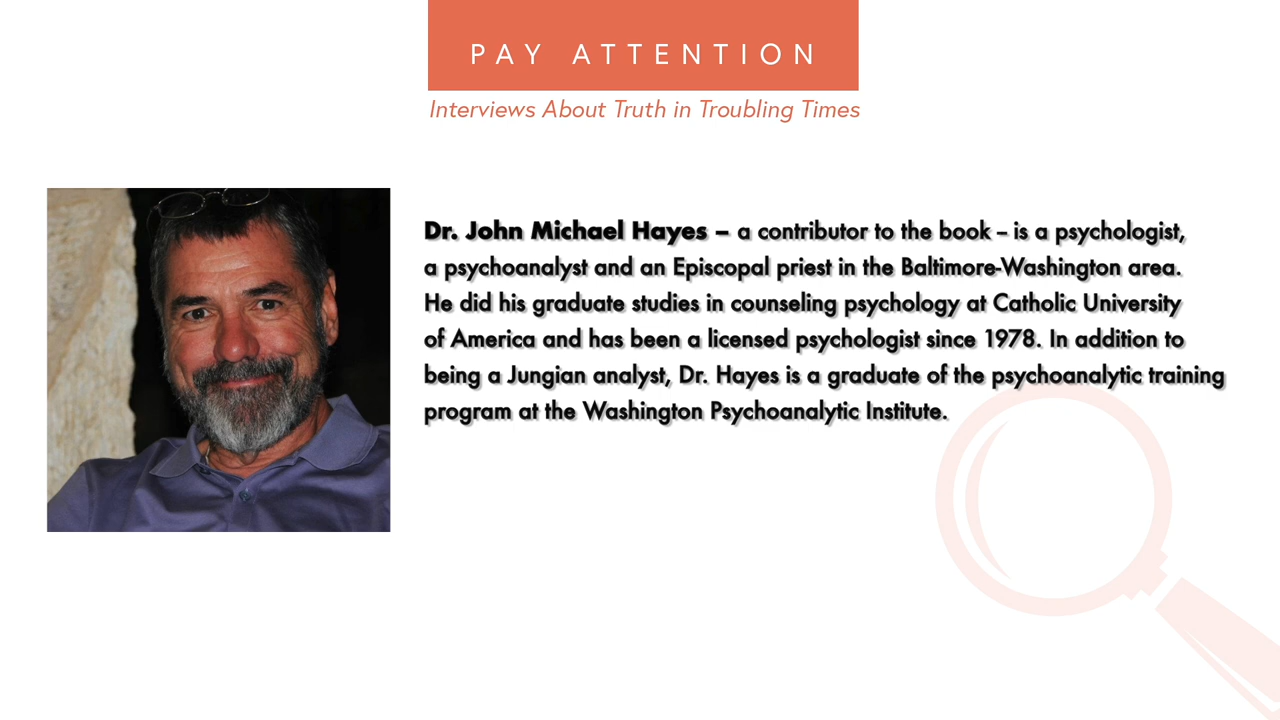 PAY ATTENTION
Interviews About Truth in Troubling Times
Dr. John Michael Hayes – a contributor to the book – is a psychologist,
a psychoanalyst and an Episcopal priest in the Baltimore-Washington area.
He did his graduate studies in counseling psychology at Catholic University
of America and has been a licensed psychologist since 1978. In addition to
being a Jungian analyst, Dr. Hayes is a graduate of the psychoanalytic training
program at the Washington Psychoanalytic Institute.